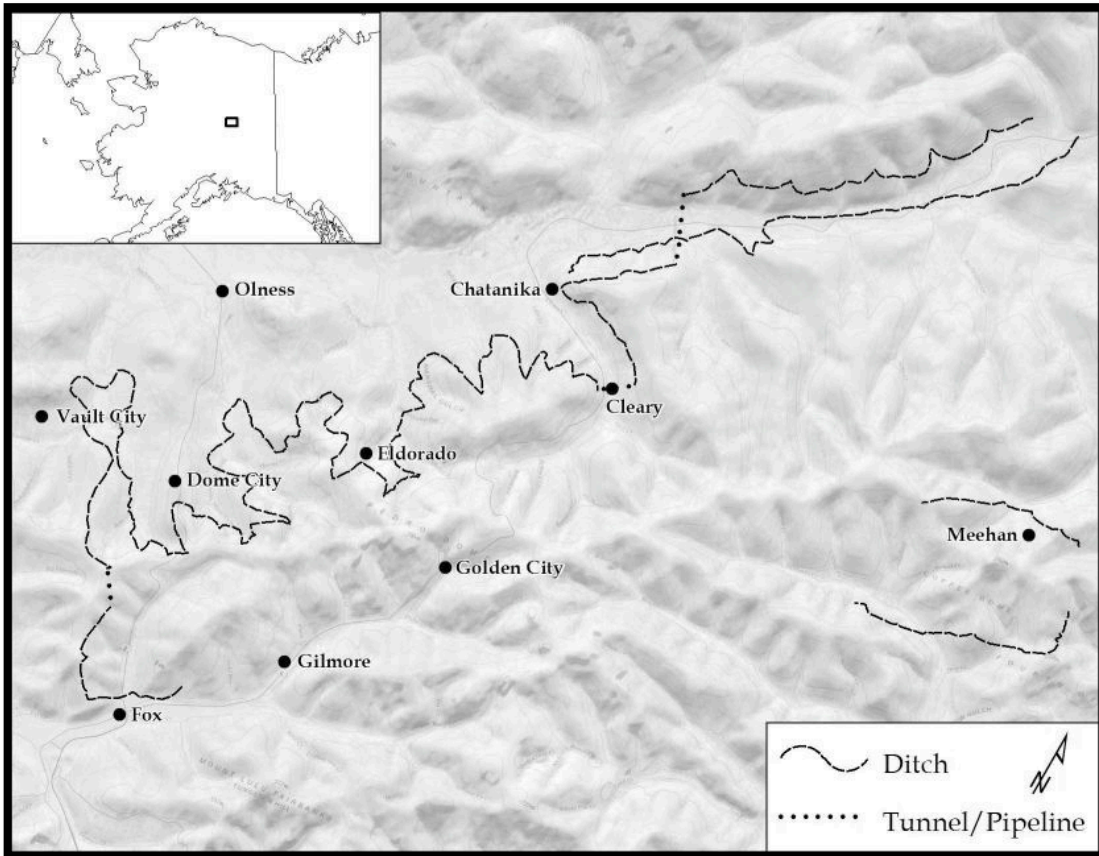 Olness
Chatanika
Vault City
Cleary
Eldorado
Dome City
Meehan
Golden City
Gilmore
Fox
Ditch
N
Tunnel/Pipeline